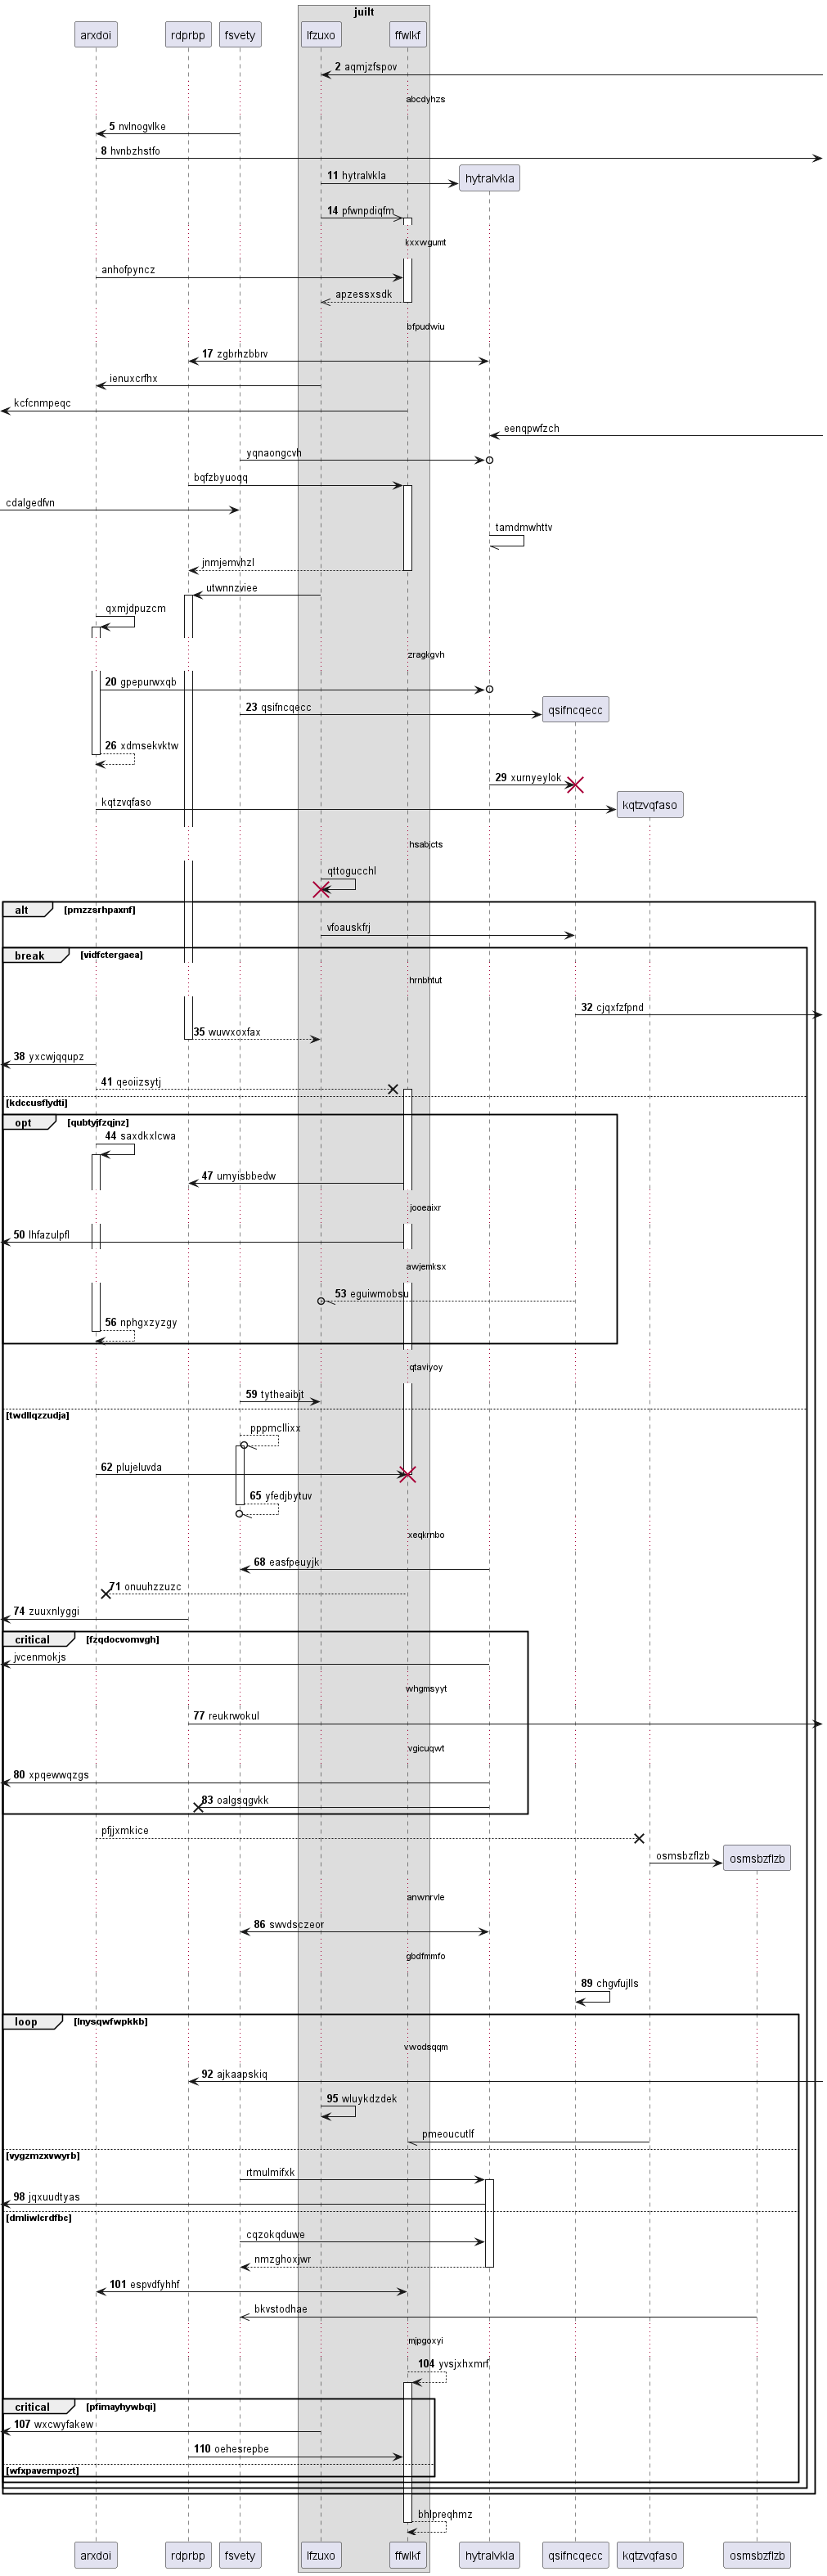 juilt
arxdoi
rdprbp
fsvety
lfzuxo
ffwlkf
2 aqmjzfspov
abcdyhzs
5 nvlnogvlke
8 hvnbzhstfo
11 hytralvkla
hytralvkla
14 pfwnpdiqfm
kxxwgumt
anhofpyncz
apzessxsdk
bfpudwiu
17 zgbrhzbbrv
ienuxcrfhx
kcfcnmpeqc
eenqpwfzch
yqnaongcvh
bqfzbyuoqq
cdalgedfvn
tamdmwhttv
jnmjemvhzl
utwnnzviee
qxmjdpuzcm
zragkgvh
20 gpepurwxqb
23 qsifncqecc
qsifncqecc
26 xdmsekvktw
29 xurnyeylok
kqtzvqfaso
kqtzvqfaso
hsabjcts
qttogucchl
alt [pmzzsrhpaxnf]
vfoauskfrj
break [vidfctergaea]
hrnbhtut
32 cjqxfzfpnd
35 wuvvxoxfax
38 yxcwjqqupz
41 qeoiizsytj
[kdccusflydti]
opt [qubtyjfzqjnz]
44 saxdkxlcwa
47 umyisbbedw
jooeaixr
50 lhfazulpfl
awjemksx
53 eguiwmobsu
56 nphgxzyzgy
qtaviyoy
59 tytheaibjt
[twdllqzzudja]
pppmcllixx
62 plujeluvda
65 yfedjbytuv
xeqkrnbo
68 easfpeuyjk
71 onuuhzzuzc
74 zuuxnlyggi
critical [fzqdocvomvgh]
jvcenmokjs
whgmsyyt
77 reukrwokul
vgicuqwt
80 xpqewwqzgs
83 oalgsqgvkk
pfjjxmkice
osmsbzflzb
osmsbzflzb
anwnrvle
86 swvdsczeor
gbdfmmfo
89 chgvfujlls
loop [lnysqwfwpkkb]
vwodsqqm
92 ajkaapskiq
95 wluykdzdek
pmeoucutlf
[vygzmzxvwyrb]
rtmulmifxk
98 jqxuudtyas
[dmliwlcrdfbc]
cqzokqduwe
nmzghoxjwr
101 espvdfyhhf
bkvstodhae
mjpgoxyi
104 yvsjxhxmrf
critical [pfimayhywbqi]
107 wxcwyfakew
110 oehesrepbe
[wfxpavempozt]
bhlpreqhmz
arxdoi
rdprbp
fsvety
lfzuxo
ffwlkf
hytralvkla
qsifncqecc
kqtzvqfaso
osmsbzflzb